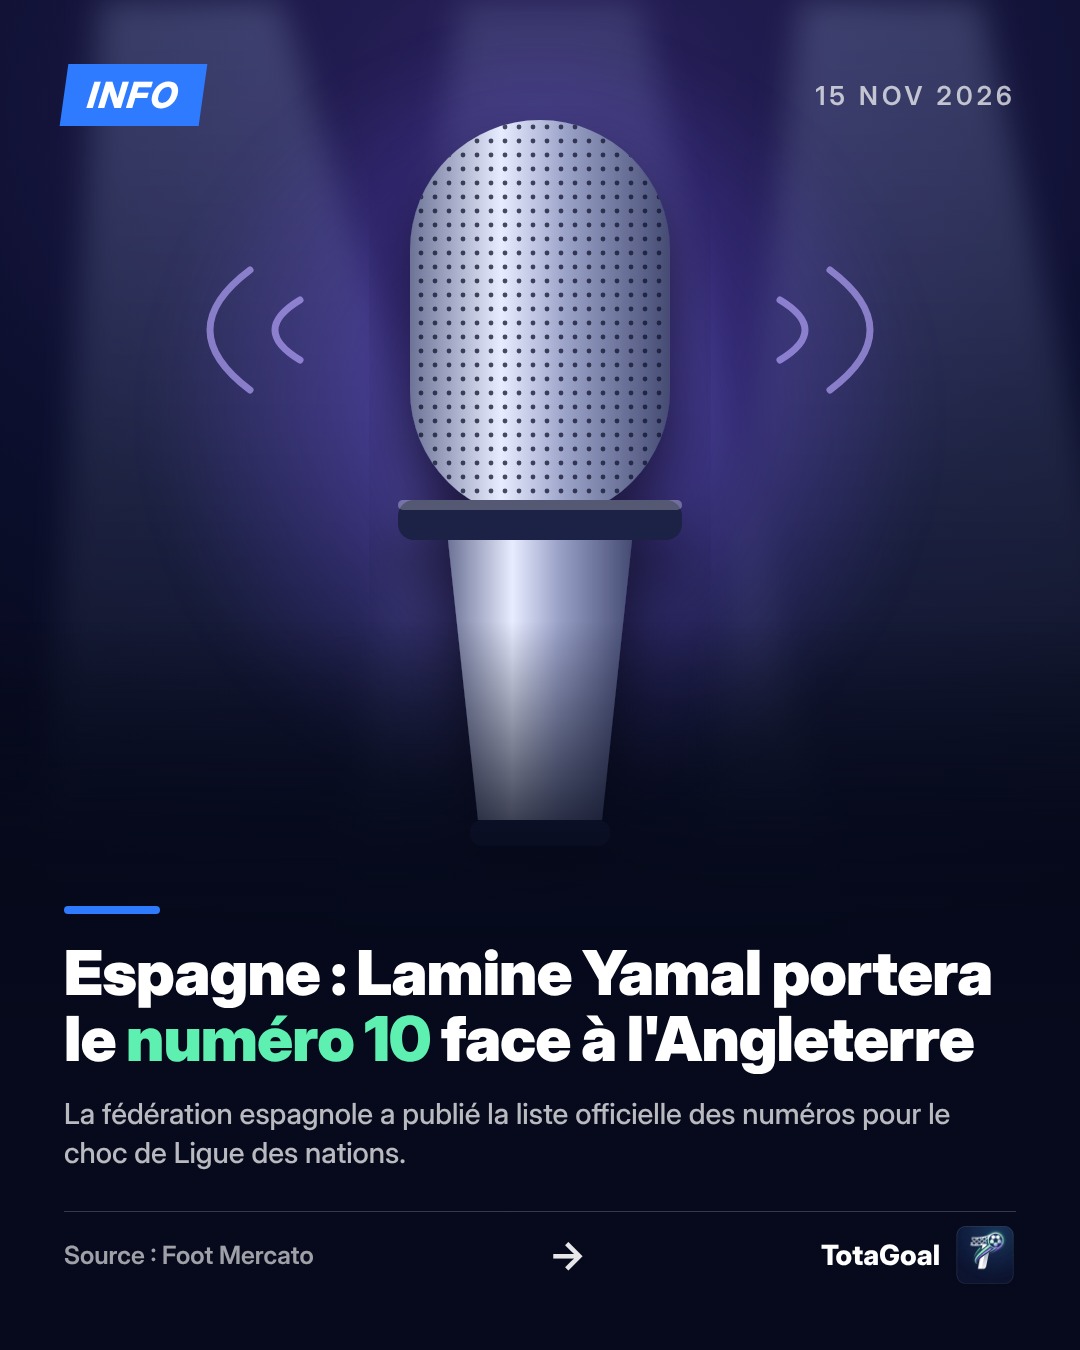 INFO
15 NOV 2026
Espagne : Lamine Yamal portera
le numéro 10 face à l'Angleterre
La fédération espagnole a publié la liste officielle des numéros pour le
choc de Ligue des nations.
Source : Foot Mercato
→
TotaGoal